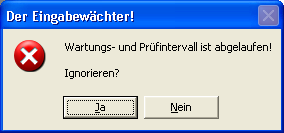 Der Eingabewächter!
Wartungs- und Prüfintervall ist abgelaufen!
Ignorieren?
Ja
Nein